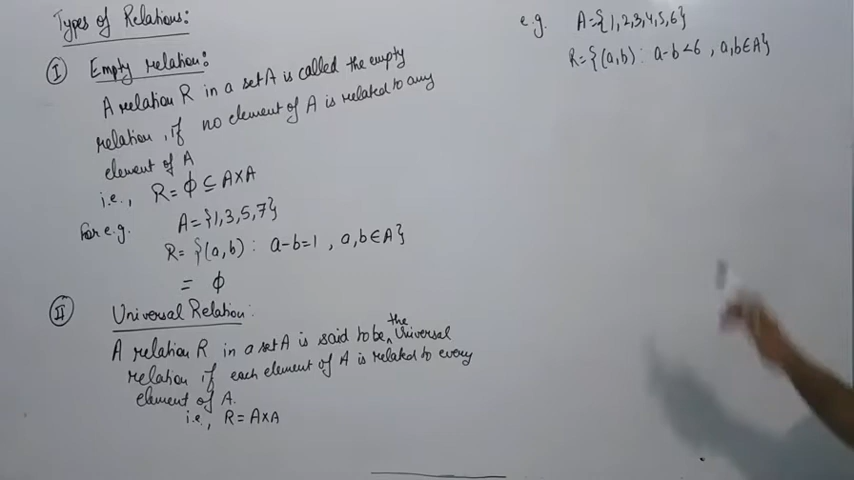 Types of Relations:
I Empty relation:
A relation R in a set A is called the empty
relation, if no element of A is related to any
element of A
i.e., R = ϕ ⊆ A×A
For e.g. A = {1,3,5,7}
R = {(a,b) : a-b=1 , a,b∈A}
= ϕ
II Universal Relation:
A relation R in a set A is said to be the Universal
relation if each element of A is related to every
element of A.
i.e., R = A×A
e.g. A = {1,2,3,4,5,6}
R = {(a,b) : a-b<6 , a,b∈A}